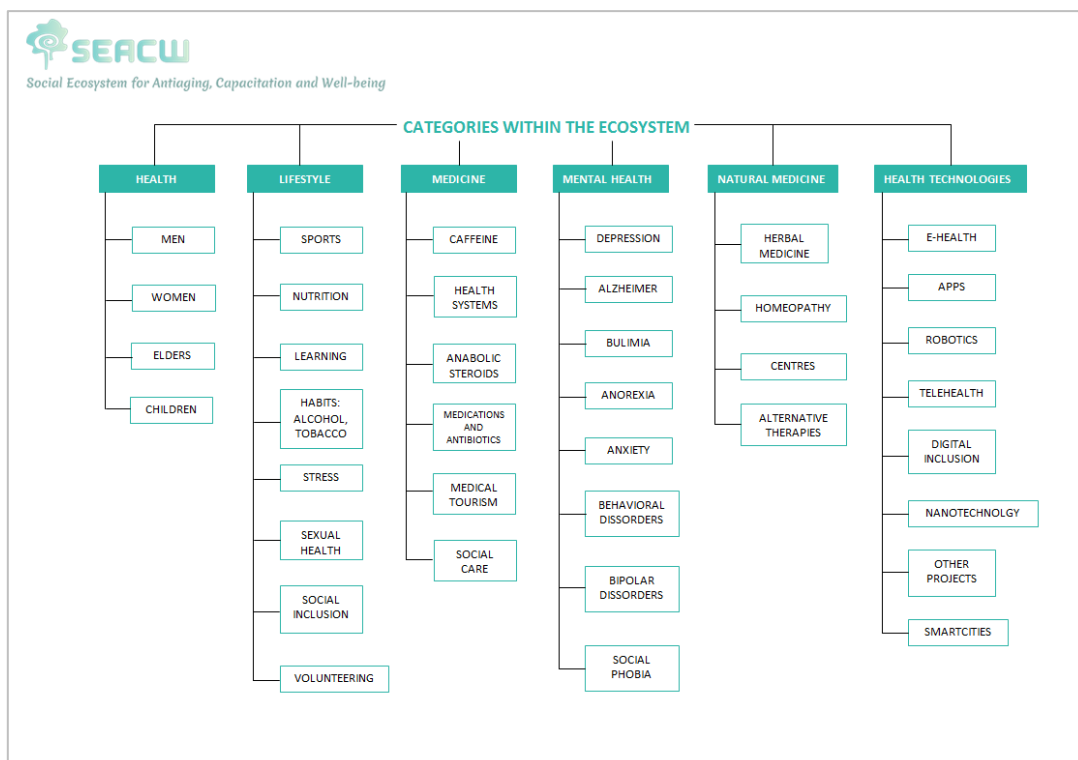 SEACW
Social Ecosystem for Antiaging, Capacitation and Well-being
CATEGORIES WITHIN THE ECOSYSTEM
HEALTH
MEN
WOMEN
ELDERS
CHILDREN
LIFESTYLE
SPORTS
NUTRITION
LEARNING
HABITS:
ALCOHOL,
TOBACCO
STRESS
SEXUAL
HEALTH
SOCIAL
INCLUSION
VOLUNTEERING
MEDICINE
CAFFEINE
HEALTH
SYSTEMS
ANABOLIC
STEROIDS
MEDICATIONS
AND
ANTIBIOTICS
MEDICAL
TOURISM
SOCIAL
CARE
MENTAL HEALTH
DEPRESSION
ALZHEIMER
BULIMIA
ANOREXIA
ANXIETY
BEHAVIORAL
DISSORDERS
BIPOLAR
DISSORDERS
SOCIAL
PHOBIA
NATURAL MEDICINE
HERBAL
MEDICINE
HOMEOPATHY
CENTRES
ALTERNATIVE
THERAPIES
HEALTH TECHNOLOGIES
E-HEALTH
APPS
ROBOTICS
TELEHEALTH
DIGITAL
INCLUSION
NANOTECHNOLGY
OTHER
PROJECTS
SMARTCITIES